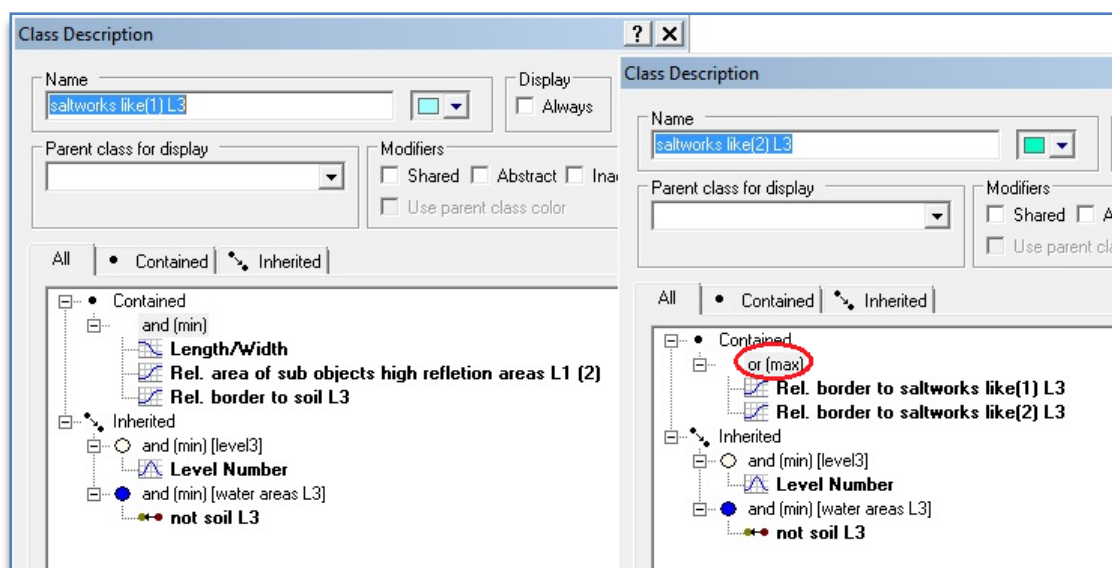 Class Description
Name
saltworks like(1) L3
Display
Always
Parent class for display
Modifiers
Shared Abstract Ina
Use parent class color
All Contained Inherited
Contained
and (min)
Length/Width
Rel. area of sub objects high refletion areas L1 (2)
Rel. border to soil L3
Inherited
and (min) [level3]
Level Number
and (min) [water areas L3]
not soil L3
?
Class Description
Name
saltworks like(2) L3
Parent class for display
Modifiers
Shared A
Use parent cla
All Contained Inherited
Contained
or (max)
Rel. border to saltworks like(1) L3
Rel. border to saltworks like(2) L3
Inherited
and (min) [level3]
Level Number
and (min) [water areas L3]
not soil L3